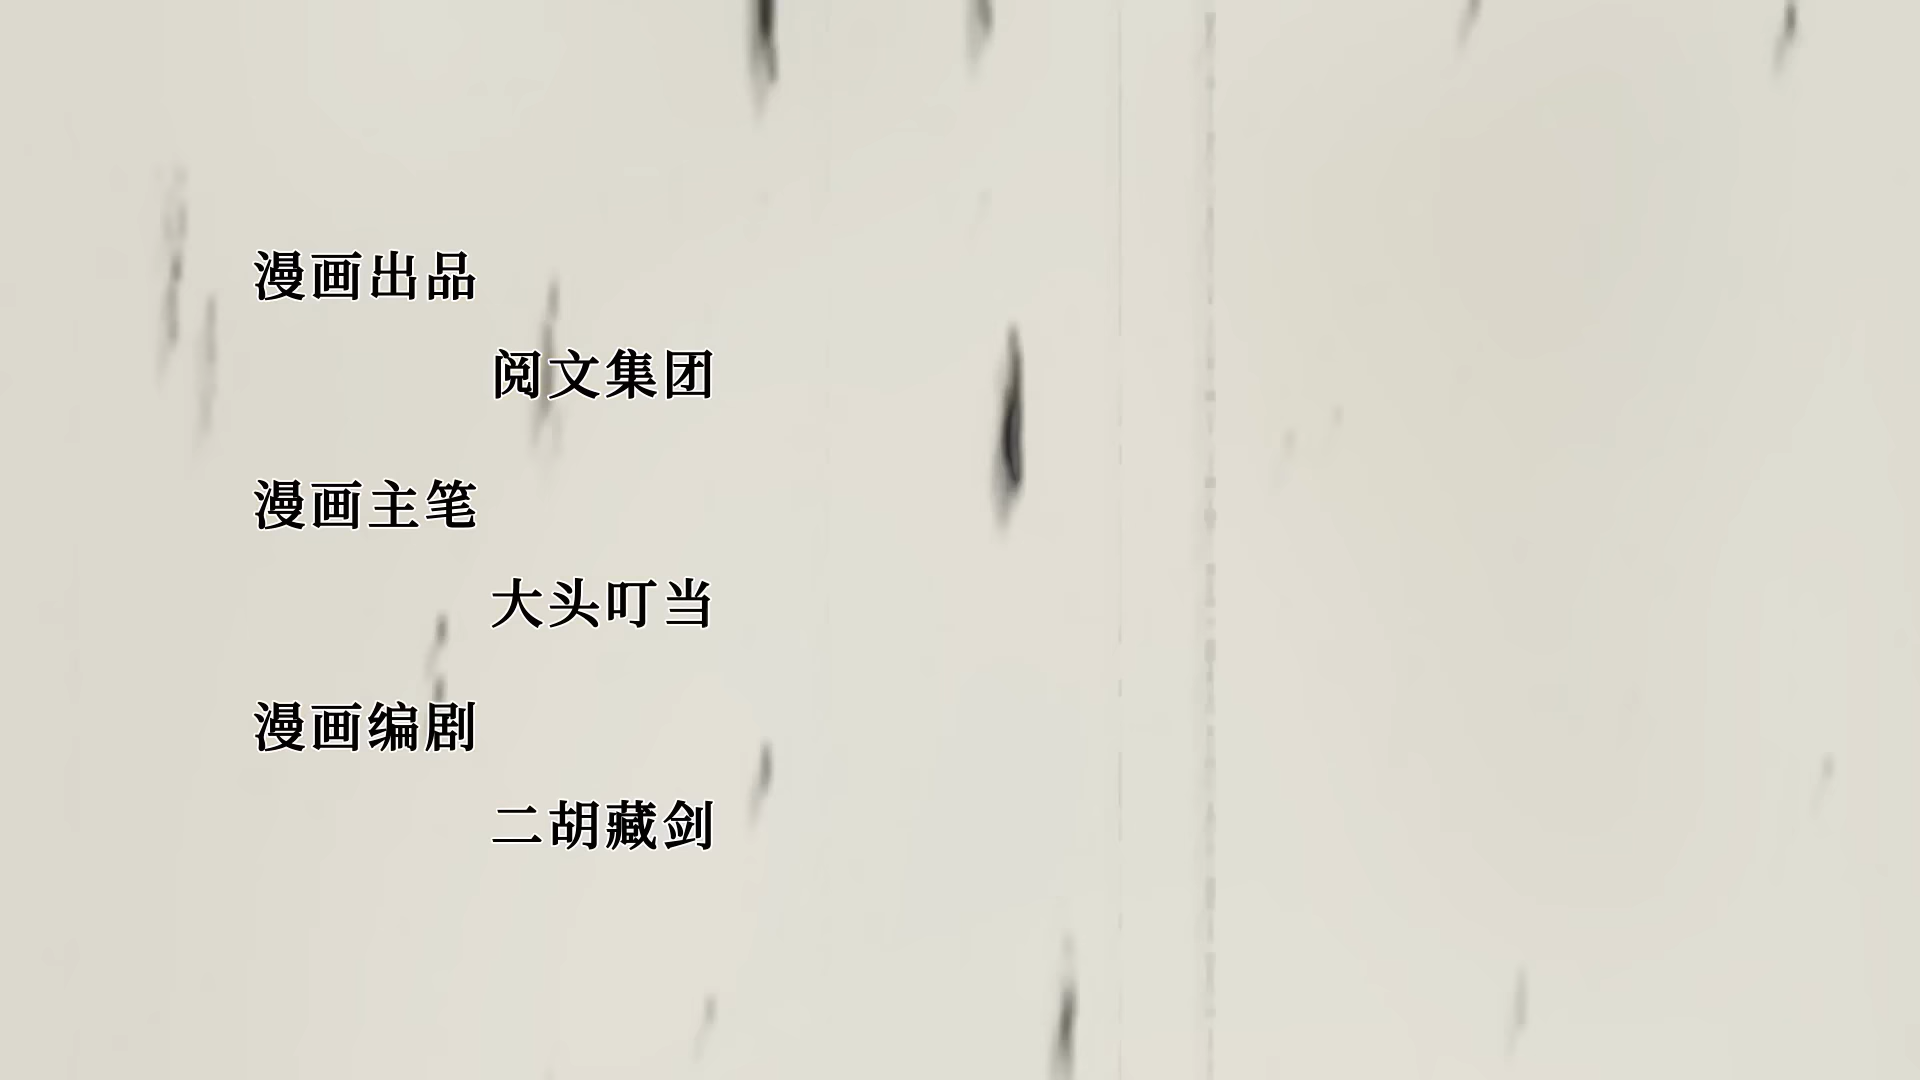 漫画出品
阅文集团
漫画主笔
大头叮当
漫画编剧
二胡藏剑